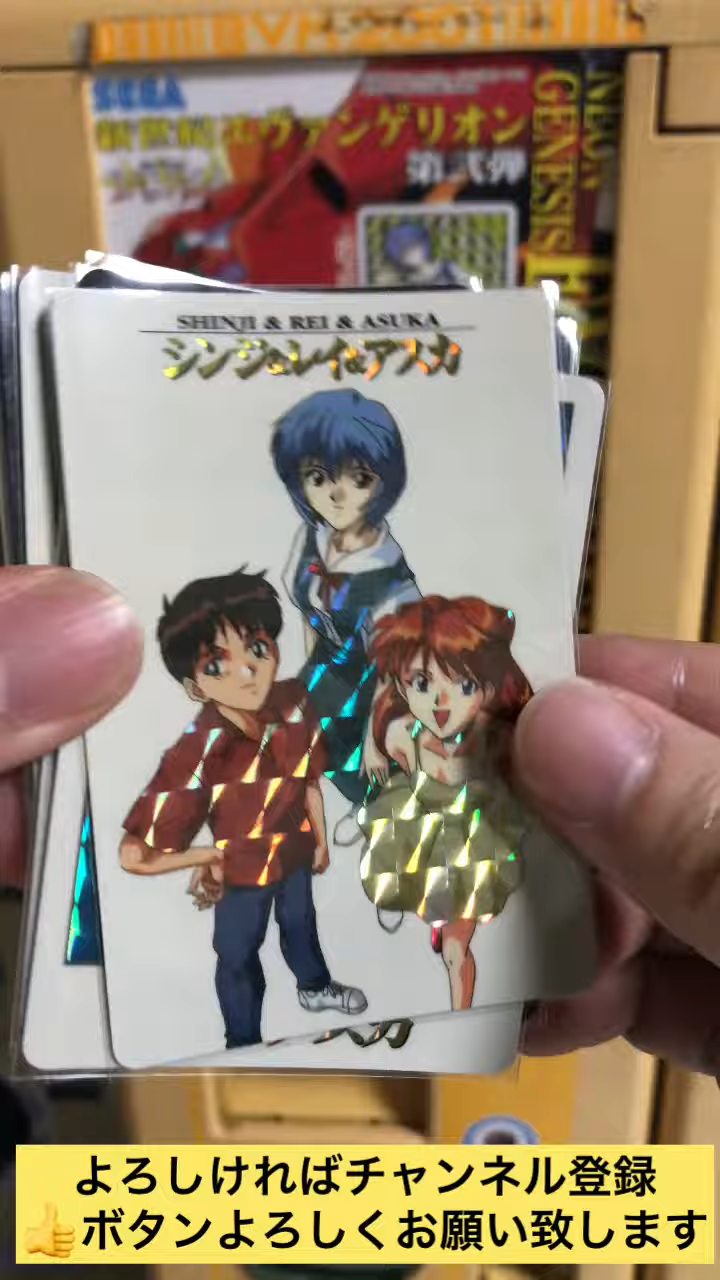 SEGA
新世紀エヴァンゲリオン
第弐弾
NEON
GENESIS
SHINJI & REI & ASUKA
シンジ&レイ&アスカ
よろしければチャンネル登録
👍ボタンよろしくお願い致します